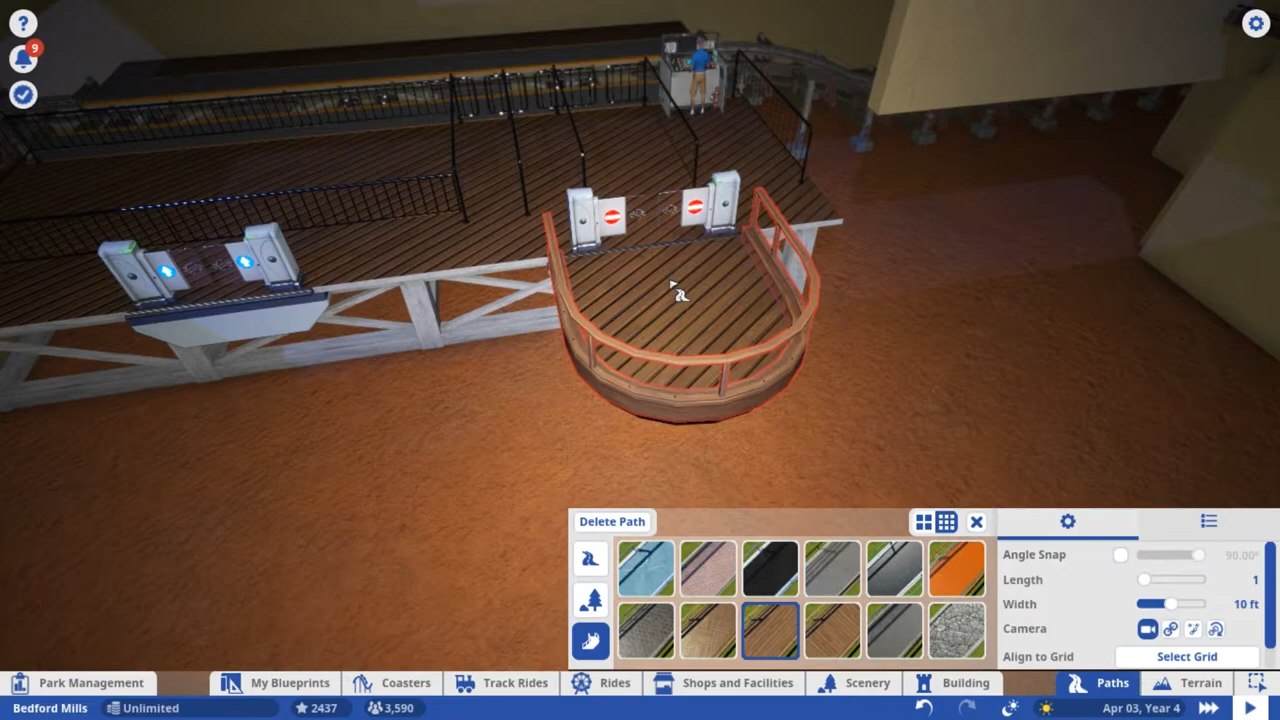 ?
9
Delete Path
Angle Snap 90.00°
Length 1
Width 10 ft
Camera
Align to Grid Select Grid
Park Management My Blueprints Coasters Track Rides Rides Shops and Facilities Scenery Building Paths Terrain
Bedford Mills Unlimited 2437 3,590 Apr 03, Year 4